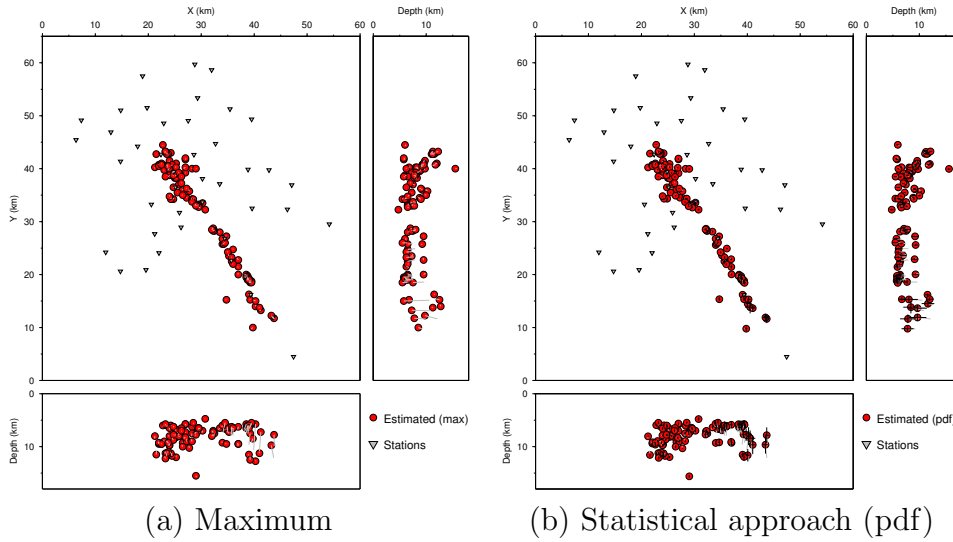 X (km)
0 10 20 30 40 50 60
Depth (km)
0 10
Y (km)
60
50
40
30
20
10
0
Depth (km)
0
10
Estimated (max)
Stations
(a) Maximum
X (km)
0 10 20 30 40 50 60
Depth (km)
0 10
Y (km)
60
50
40
30
20
10
0
Depth (km)
0
10
Estimated (pdf)
Stations
(b) Statistical approach (pdf)